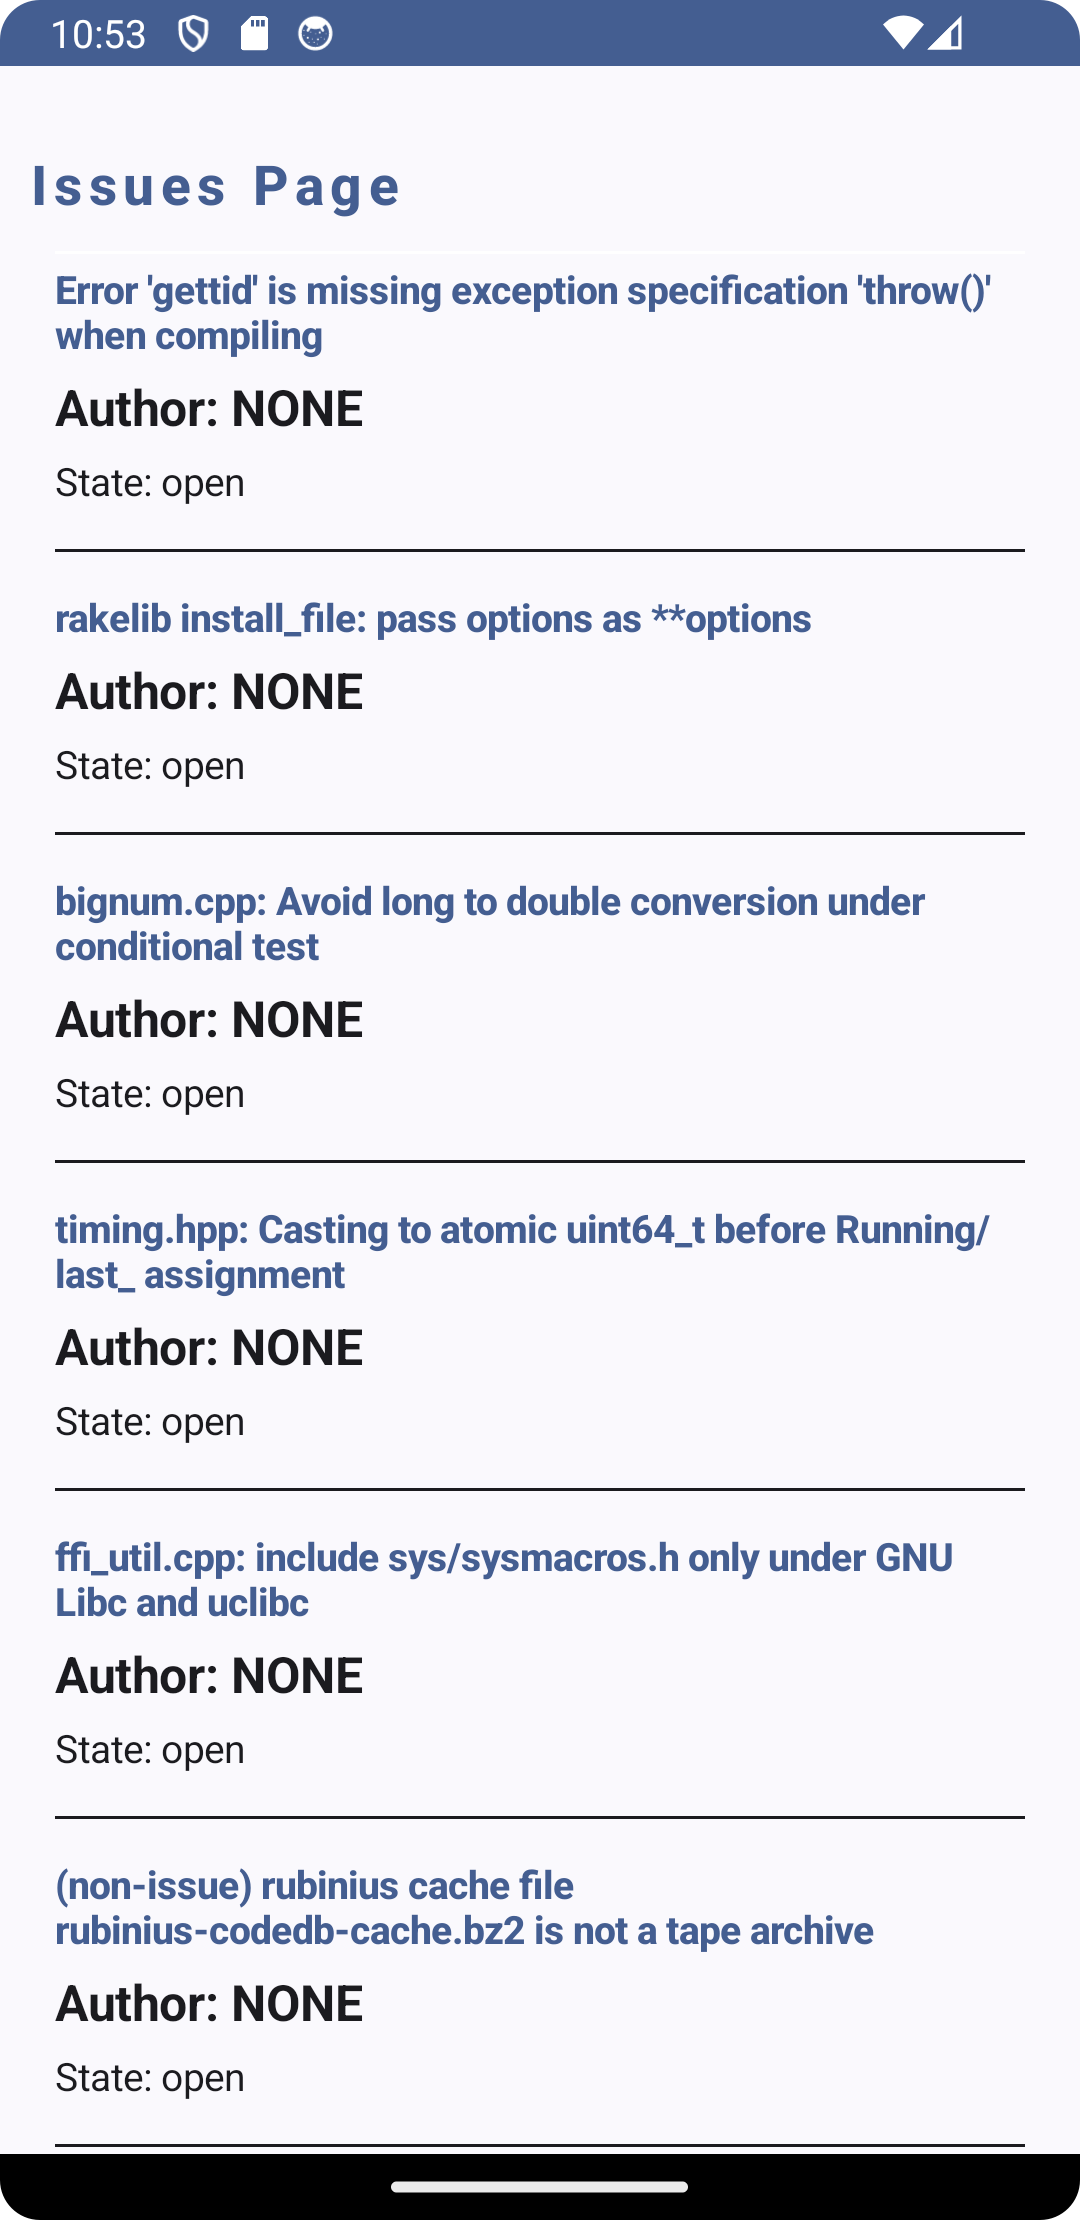 10:53
Issues Page
Error 'gettid' is missing exception specification 'throw()'
when compiling
Author: NONE
State: open
rakelib install_file: pass options as **options
Author: NONE
State: open
bignum.cpp: Avoid long to double conversion under
conditional test
Author: NONE
State: open
timing.hpp: Casting to atomic uint64_t before Running/
last_ assignment
Author: NONE
State: open
ffi_util.cpp: include sys/sysmacros.h only under GNU
Libc and uclibc
Author: NONE
State: open
(non-issue) rubinius cache file
rubinius-codedb-cache.bz2 is not a tape archive
Author: NONE
State: open